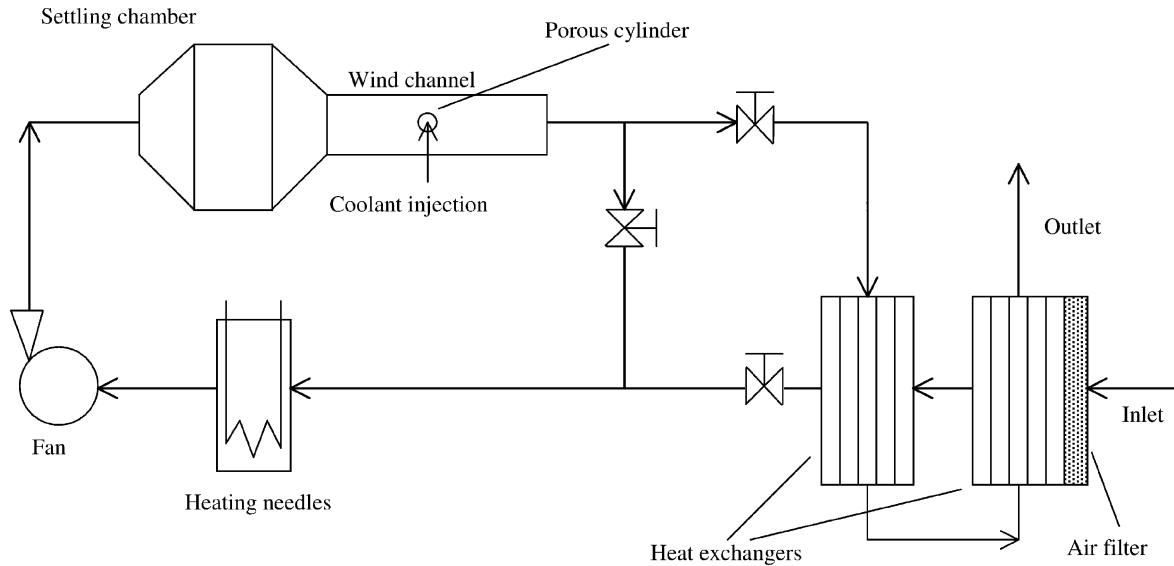 Settling chamber
Porous cylinder
Wind channel
Coolant injection
Outlet
Inlet
Fan
Heating needles
Heat exchangers
Air filter